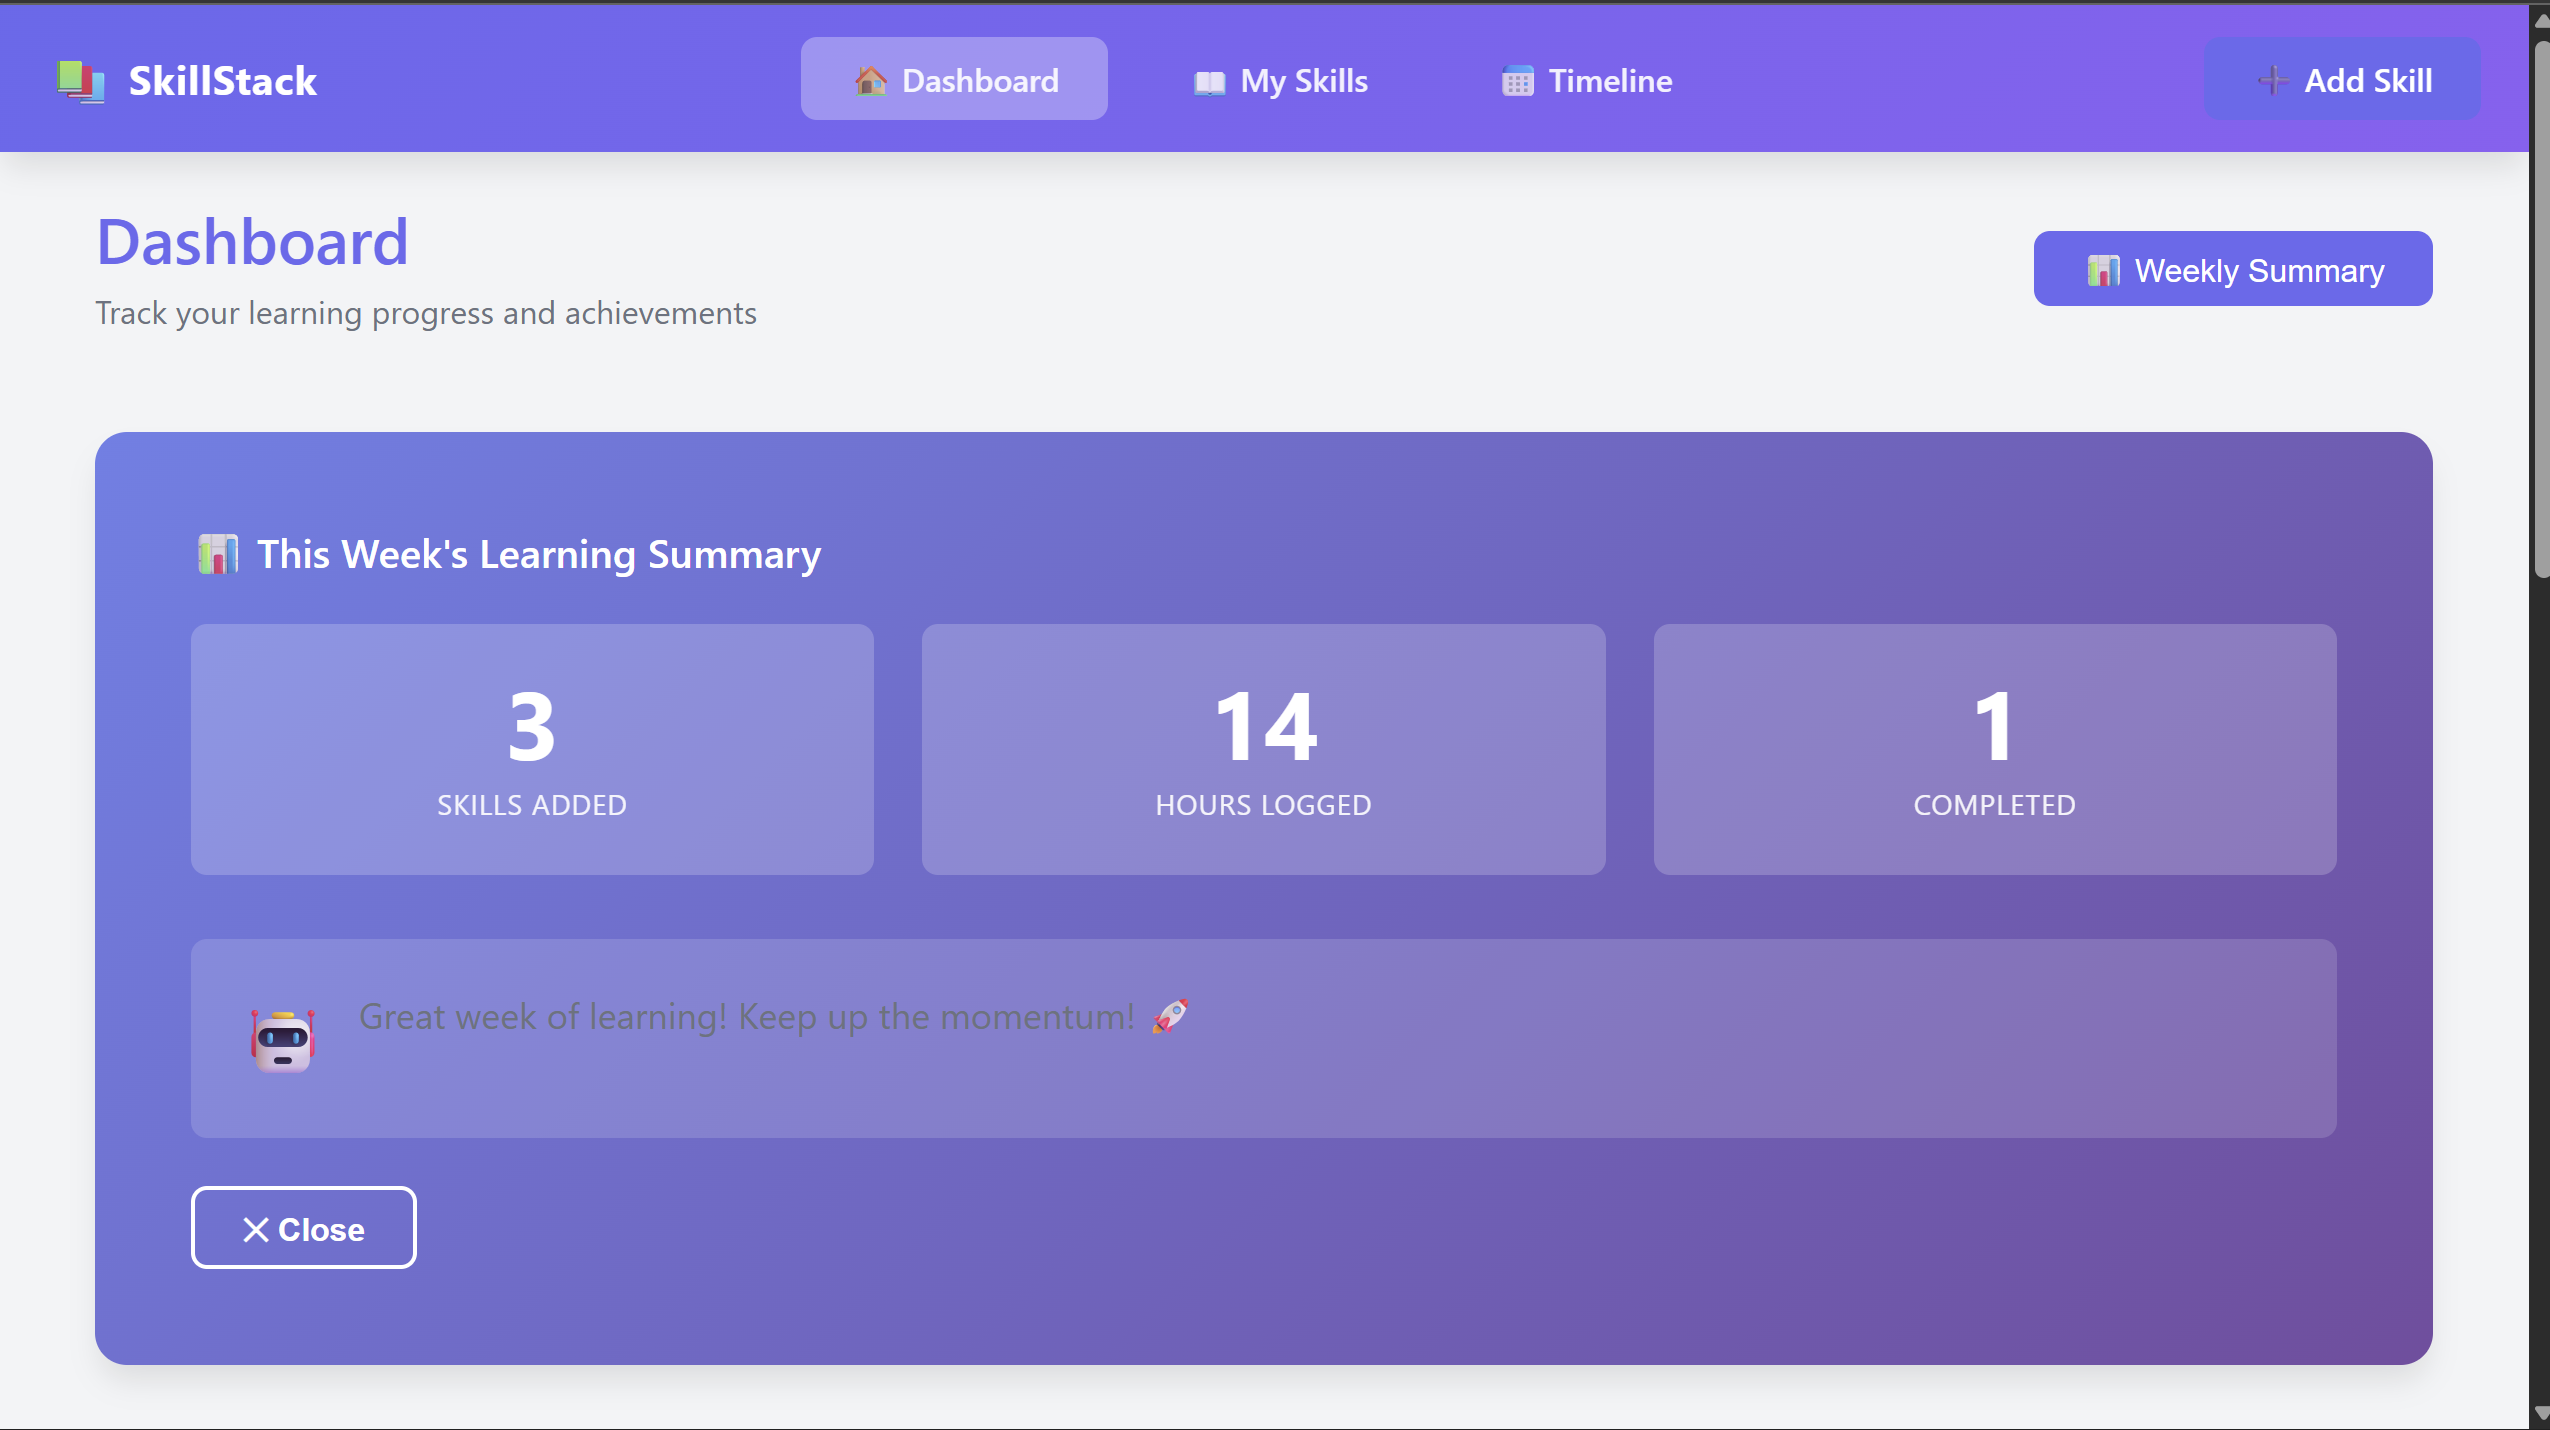 SkillStack
Dashboard
My Skills
Timeline
Add Skill
Dashboard
Track your learning progress and achievements
Weekly Summary
This Week's Learning Summary
3
SKILLS ADDED
14
HOURS LOGGED
1
COMPLETED
Great week of learning! Keep up the momentum! 🚀
✕ Close